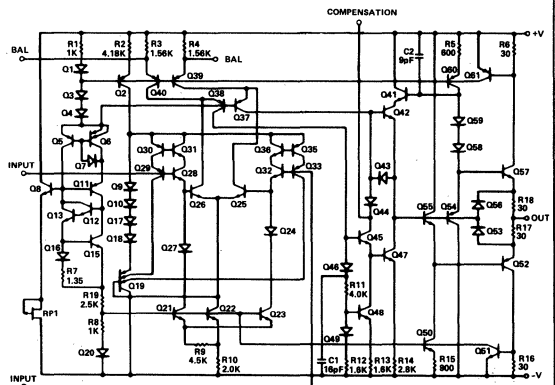 COMPENSATION
+V
R1
1K
R2
4.18K
R3
1.56K
R4
1.56K
C2
9pF
R5
600
R6
30
BAL
BAL
Q1
Q2
Q39
Q40
Q60
Q61
Q3
Q4
Q38
Q37
Q41
Q42
Q5
Q6
Q7
Q59
Q58
Q30
Q31
Q36
Q35
INPUT
Q29
Q28
Q32
Q33
Q43
Q57
Q8
Q11
Q9
Q10
Q26
Q25
Q44
Q55
Q54
Q56
R18
30
OUT
Q13
Q12
Q17
Q18
Q24
Q45
Q53
R17
30
Q16
Q15
Q27
Q46
Q47
Q52
R7
1.35
Q19
R11
4.0K
R19
2.5K
Q21
Q22
Q23
Q48
RP1
R8
1K
Q49
Q50
Q51
R9
4.5K
R10
2.0K
C1
16pF
R12
1.6K
R13
1.6K
R14
2.8K
R15
800
R16
30
Q20
-V
INPUT